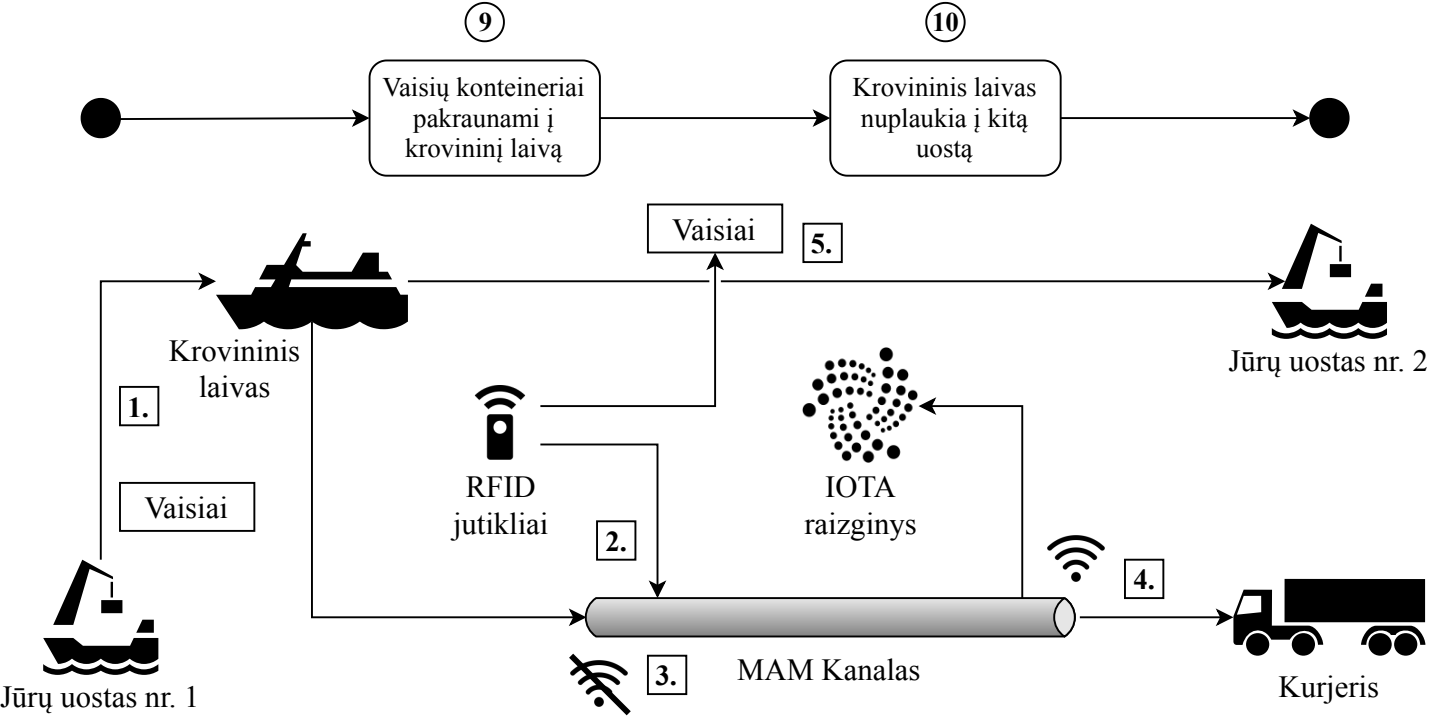 9
10
Vaisių konteineriai
pakraunami į
krovininį laivą
Krovininis laivas
nuplaukia į kitą
uostą
Vaisiai
5.
Krovininis
laivas
Jūrų uostas nr. 2
1.
RFID
jutikliai
IOTA
raizginys
Vaisiai
2.
4.
3.
MAM Kanalas
Jūrų uostas nr. 1
Kurjeris